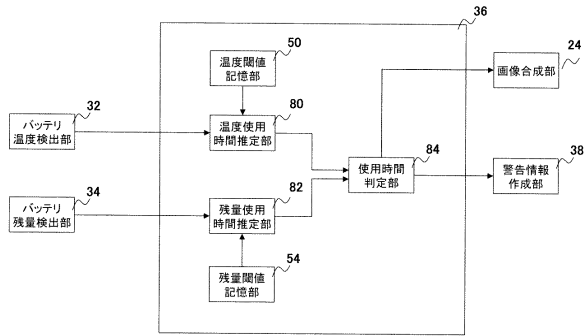 36
50
温度閾値
記憶部
24
画像合成部
32
バッテリ
温度検出部
80
温度使用
時間推定部
84
使用時間
判定部
38
警告情報
作成部
34
バッテリ
残量検出部
82
残量使用
時間推定部
54
残量閾値
記憶部